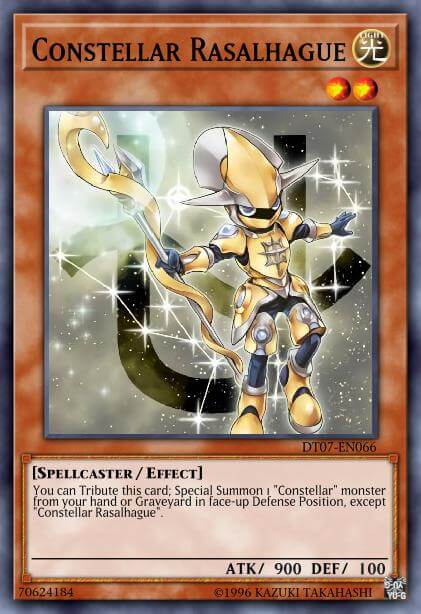 CONSTELLAR RASALHAGUE
LIGHT
光
DT07-EN066
[SPELLCASTER / EFFECT]
You can Tribute this card; Special Summon 1 "Constellar" monster
from your hand or Graveyard in face-up Defense Position, except
"Constellar Rasalhague".
ATK/ 900 DEF/ 100
70624184
©1996 KAZUKI TAKAHASHI